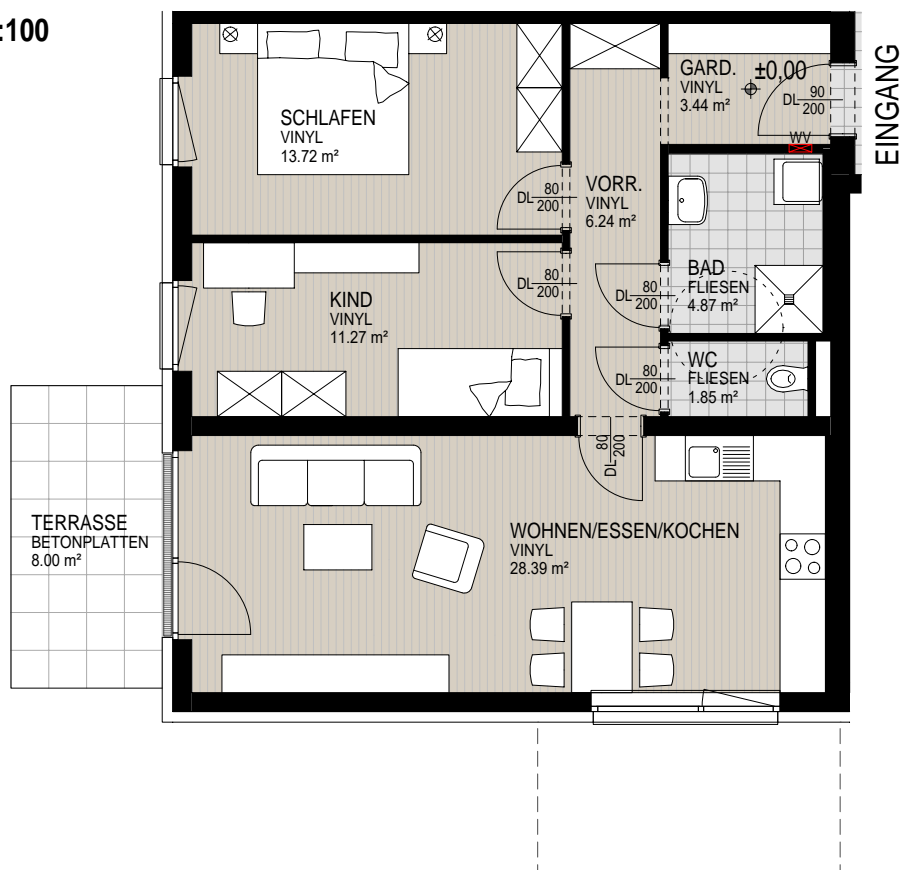 :100
EINGANG
GARD.
VINYL
3.44 m²
±0,00
DL 90
200
WV
SCHLAFEN
VINYL
13.72 m²
DL 80
200
VORR.
VINYL
6.24 m²
KIND
VINYL
11.27 m²
DL 80
200
BAD
FLIESEN
4.87 m²
DL 80
200
WC
FLIESEN
1.85 m²
DL 80
200
DL 80
200
TERRASSE
BETONPLATTEN
8.00 m²
WOHNEN/ESSEN/KOCHEN
VINYL
28.39 m²